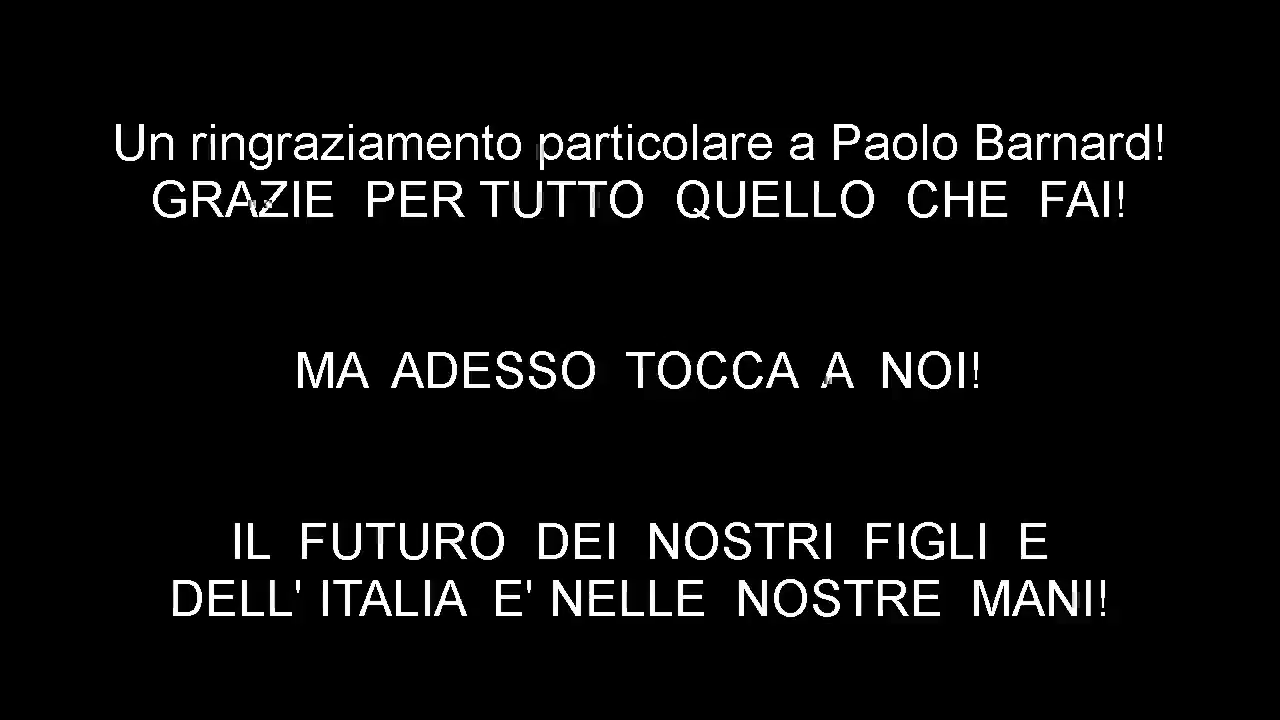 Un ringraziamento particolare a Paolo Barnard!
GRAZIE PER TUTTO QUELLO CHE FAI!
MA ADESSO TOCCA A NOI!
IL FUTURO DEI NOSTRI FIGLI E
DELL' ITALIA E' NELLE NOSTRE MANI!